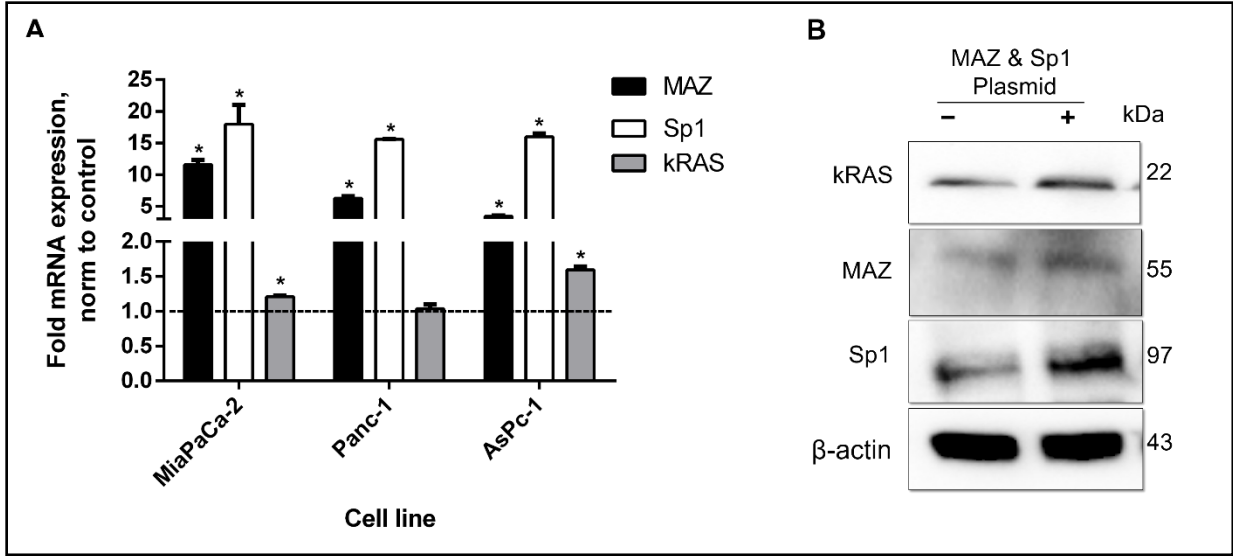 A
Fold mRNA expression,
norm to control
25
20
15
10
5
2.0
1.5
1.0
0.5
0.0
*
*
*
*
*
*
*
*
MiaPaCa-2
Panc-1
AsPc-1
Cell line
MAZ
Sp1
kRAS
B
MAZ & Sp1
Plasmid
− + kDa
kRAS 22
MAZ 55
Sp1 97
β-actin 43